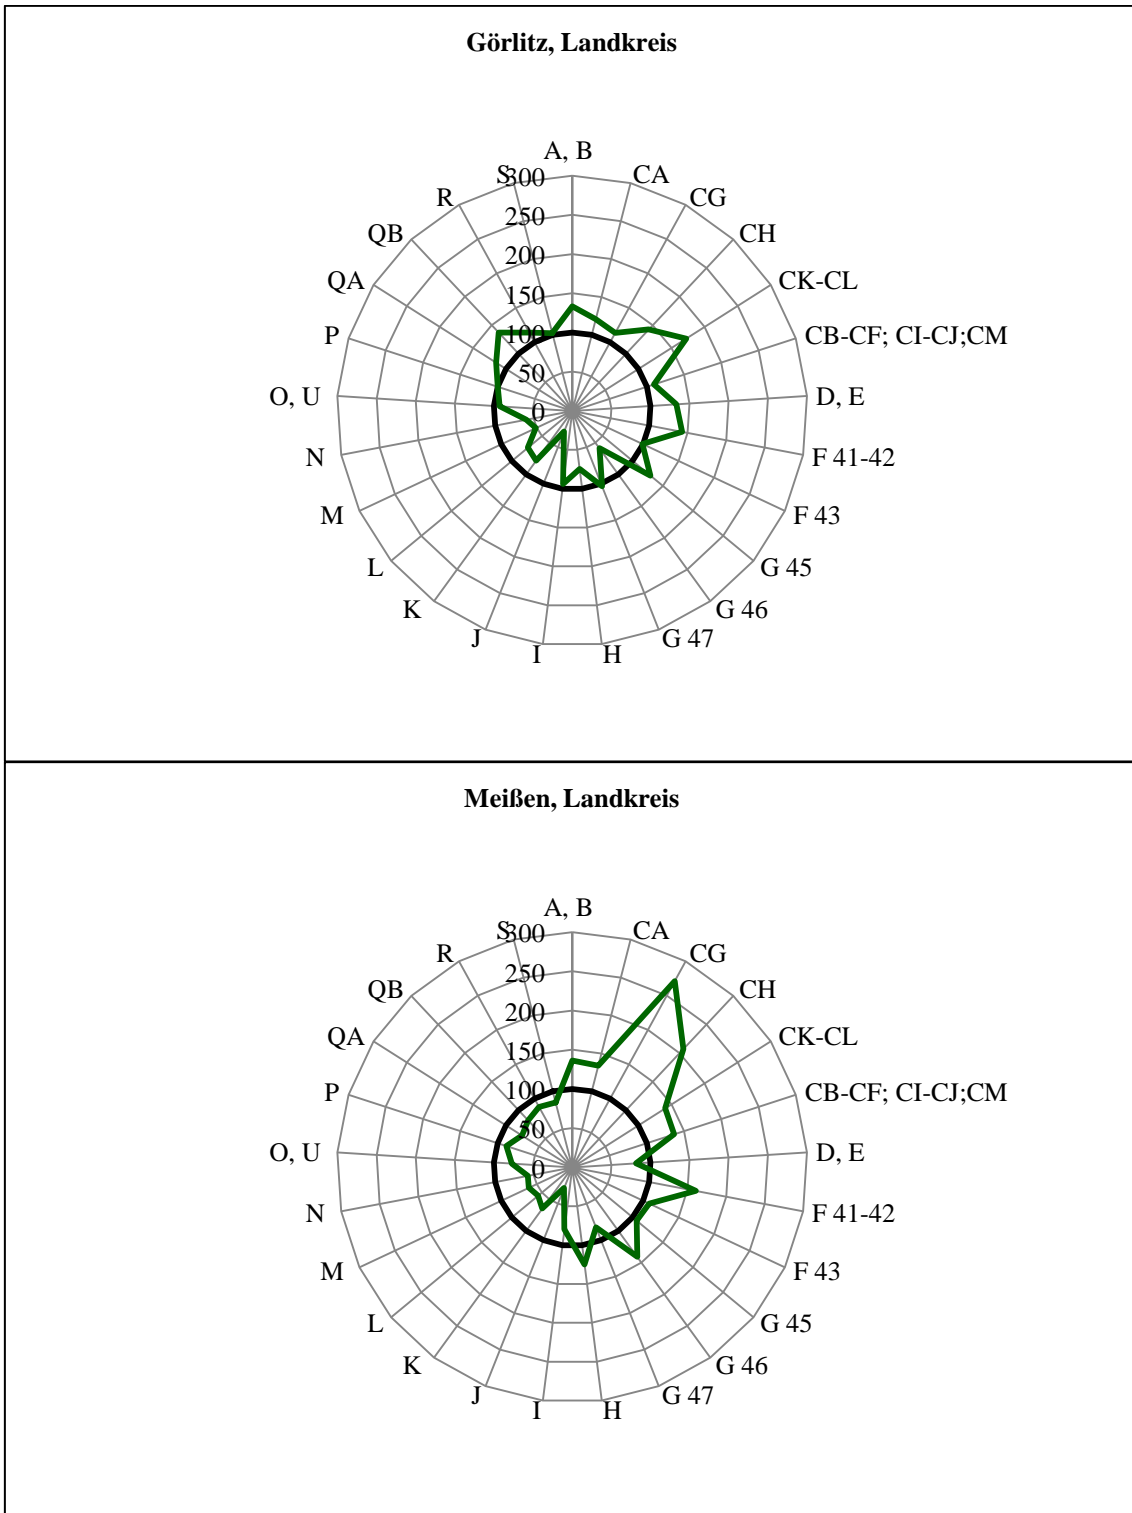 Görlitz, Landkreis
A, B
S
300
CA
R
CG
250
QB
CH
200
QA
CK-CL
150
P
100
CB-CF; CI-CJ;CM
50
O, U
D, E
0
N
F 41-42
M
F 43
L
G 45
K
G 46
J
G 47
I
H
Meißen, Landkreis
A, B
S
300
CA
R
CG
250
QB
CH
200
QA
CK-CL
150
P
100
CB-CF; CI-CJ;CM
50
O, U
D, E
0
N
F 41-42
M
F 43
L
G 45
K
G 46
J
G 47
I
H